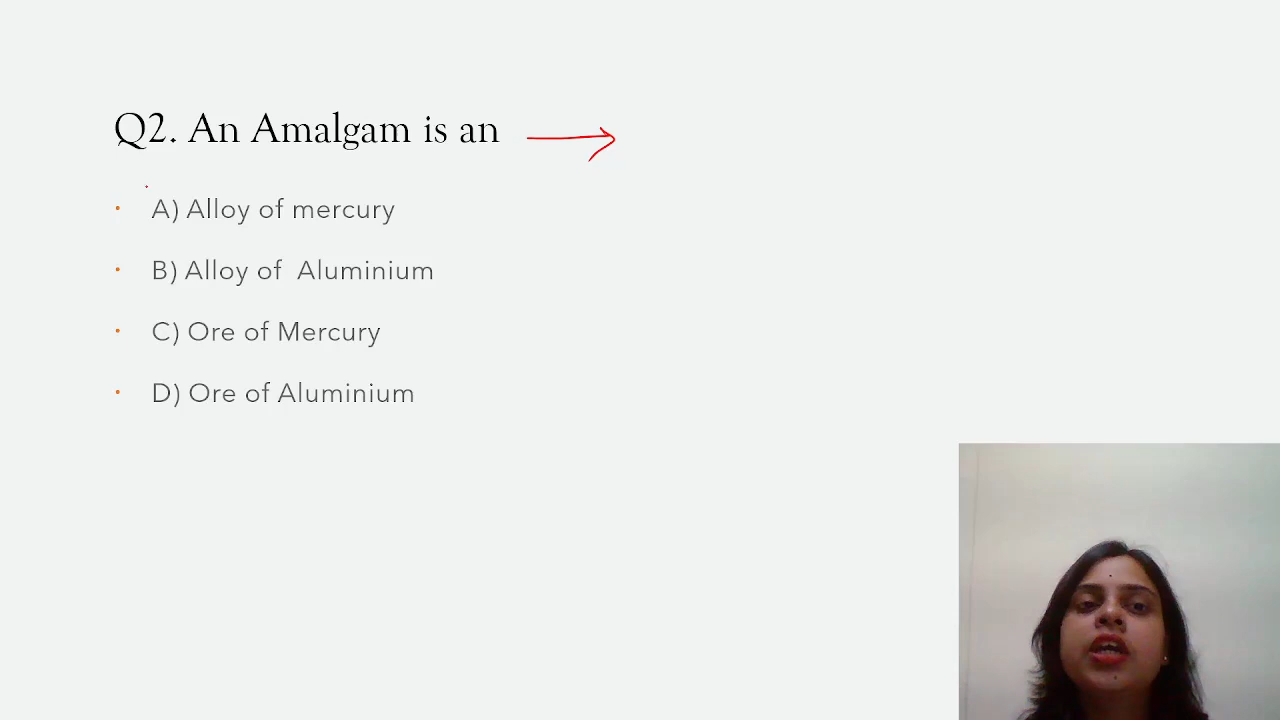 Q2. An Amalgam is an
A) Alloy of mercury
B) Alloy of Aluminium
C) Ore of Mercury
D) Ore of Aluminium